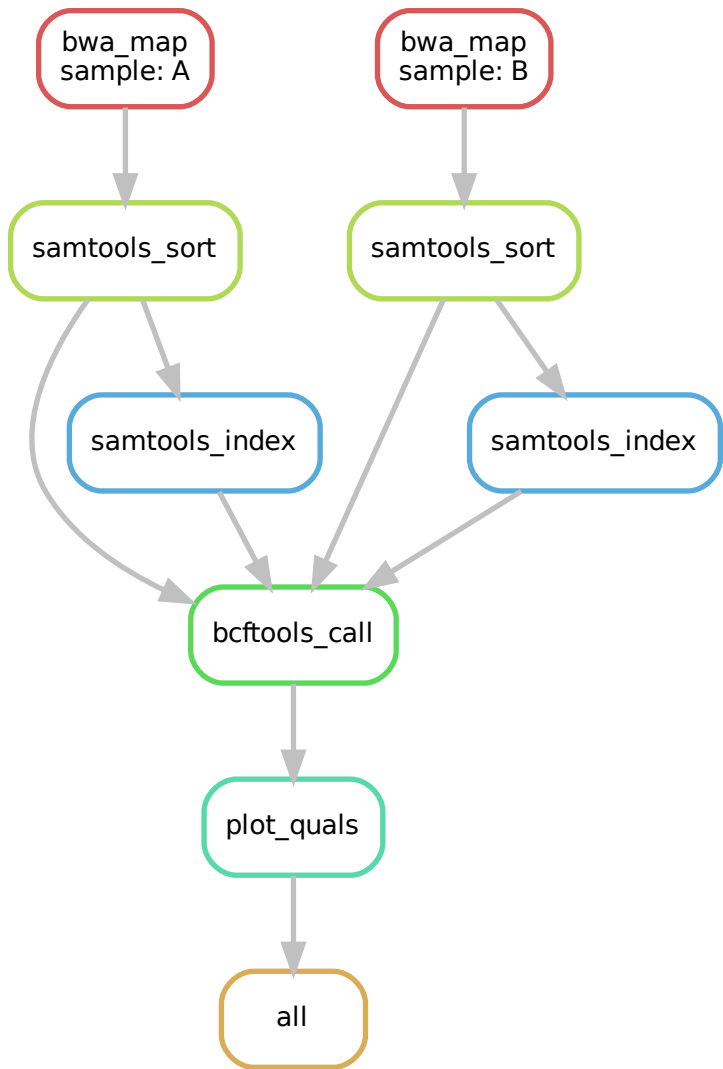 bwa_map
sample: A
bwa_map
sample: B
samtools_sort
samtools_sort
samtools_index
samtools_index
bcftools_call
plot_quals
all